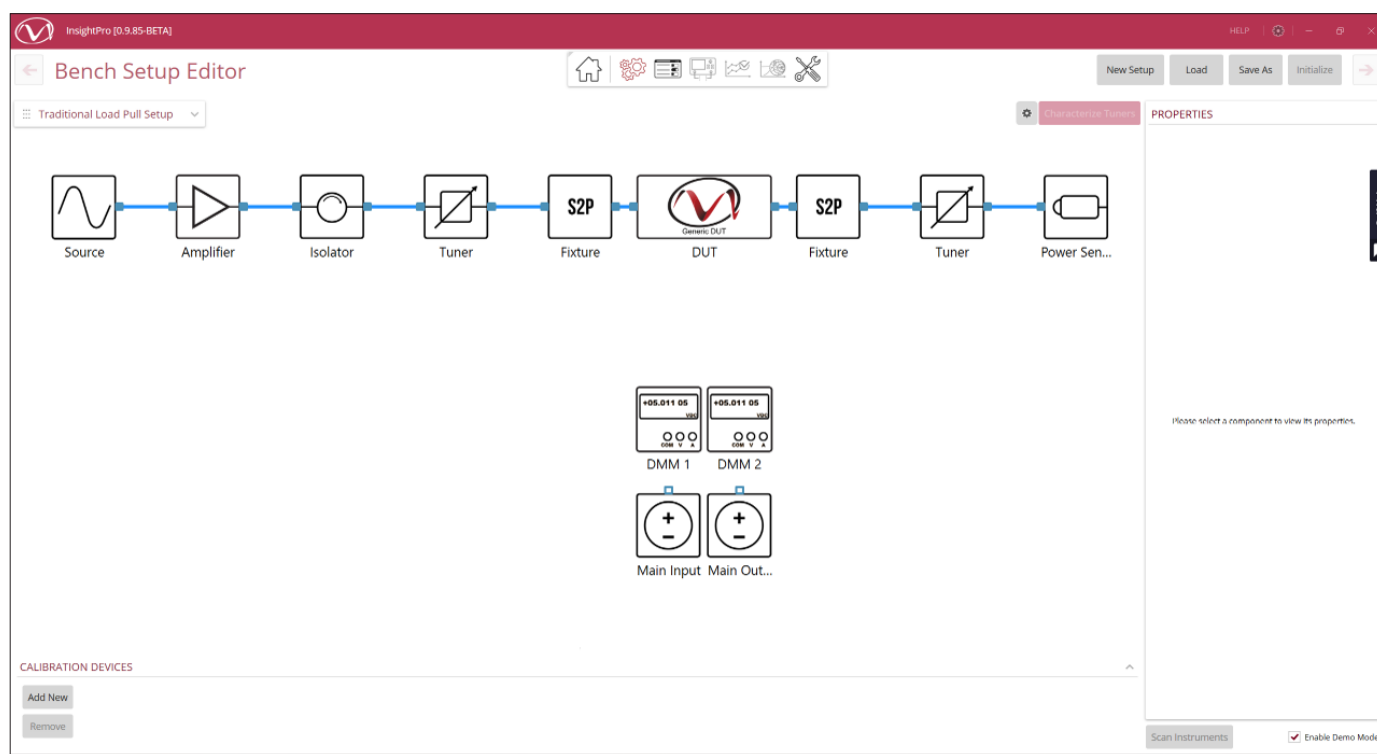 InsightPro [0.9.85-BETA]
HELP
Bench Setup Editor
New Setup
Load
Save As
Initialize
Traditional Load Pull Setup
Characterize Tuners
PROPERTIES
S2P
Generic DUT
S2P
Source
Amplifier
Isolator
Tuner
Fixture
DUT
Fixture
Tuner
Power Sen...
+05.011 05
VDC
COM V A
+05.011 05
VDC
COM V A
DMM 1
DMM 2
Please select a component to view its properties.
Main Input
Main Out...
CALIBRATION DEVICES
Add New
Remove
Scan Instruments
Enable Demo Mode